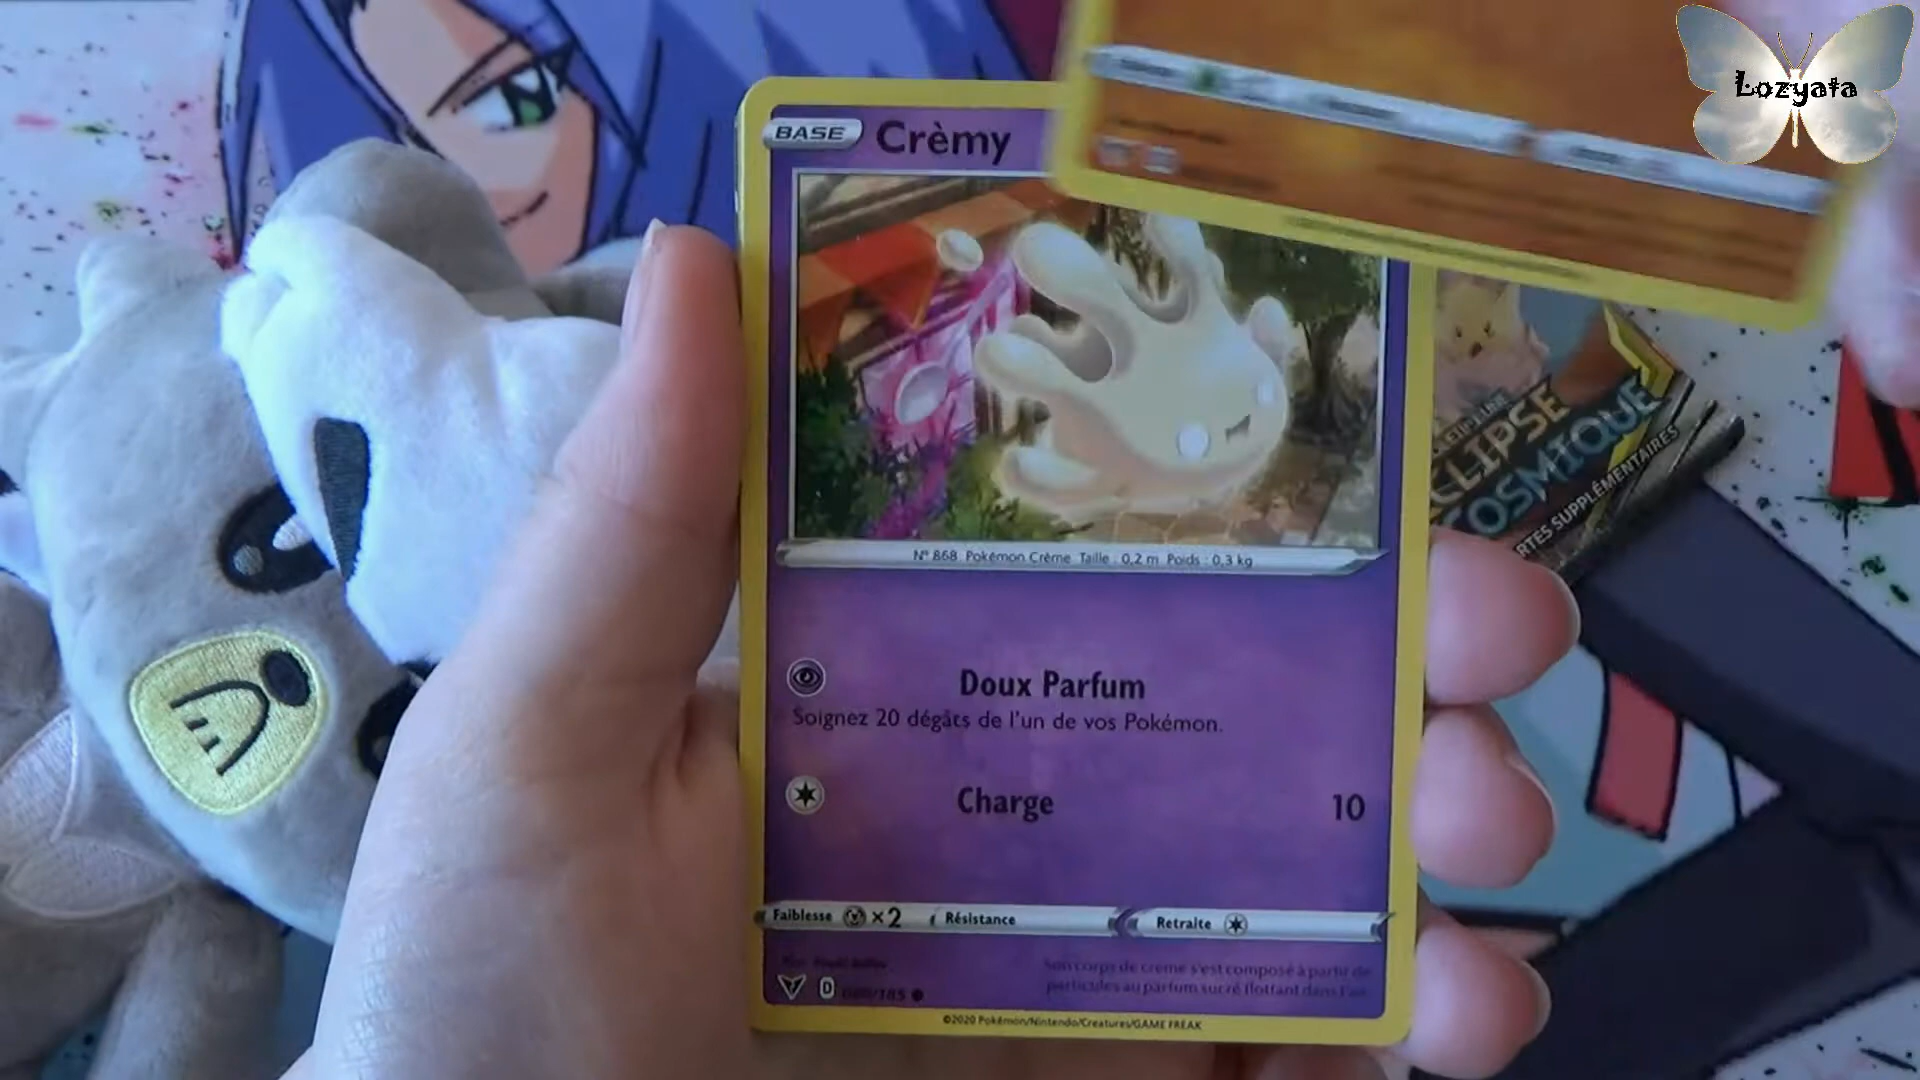 Lozyata
BASE Crèmy
CLIPSE
COSMIQUE
RTES SUPPLÉMENTAIRES
N° 868 Pokémon Crème Taille : 0,2 m Poids : 0,3 kg
Doux Parfum
Soignez 20 dégâts de l'un de vos Pokémon.
Charge 10
Faiblesse ×2 Résistance Retraite
Son corps de crème s'est composé à partir de
particules au parfum sucré flottant dans l'air.
D /185
©2020 Pokémon/Nintendo/Creatures/GAME FREAK